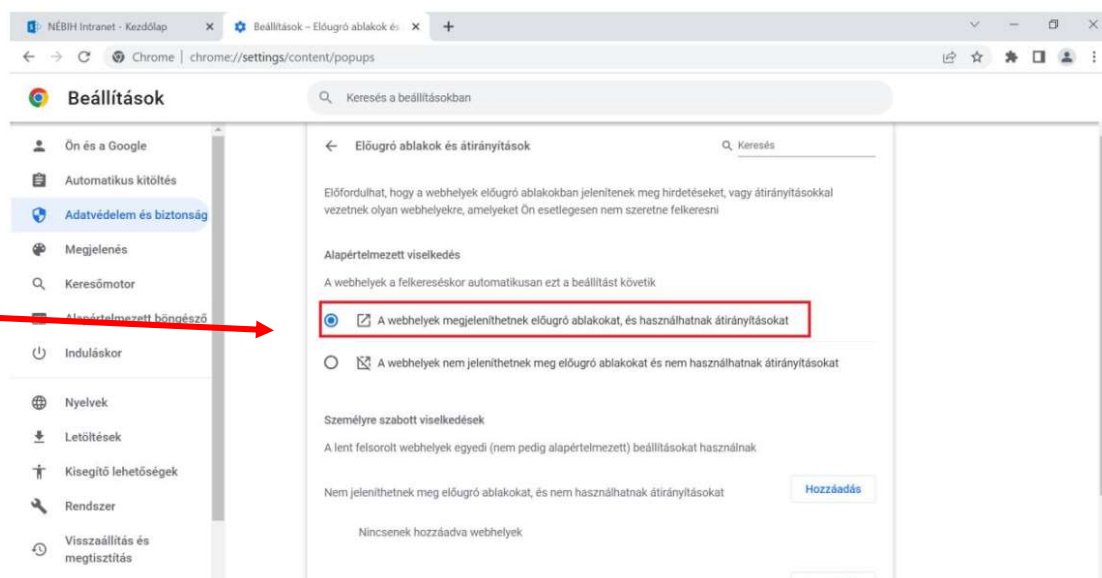 NÉBIH Intranet - Kezdőlap
Beállítások – Előugró ablakok és
Chrome | chrome://settings/content/popups
Beállítások
Keresés a beállításokban
Ön és a Google
Automatikus kitöltés
Adatvédelem és biztonság
Megjelenés
Keresőmotor
Alapértelmezett böngésző
Induláskor
Nyelvek
Letöltések
Kisegítő lehetőségek
Rendszer
Visszaállítás és
megtisztítás
Előugró ablakok és átirányítások
Keresés
Előfordulhat, hogy a webhelyek előugró ablakokban jelenítenek meg hirdetéseket, vagy átirányításokkal
vezetnek olyan webhelyekre, amelyeket Ön esetlegesen nem szeretne felkeresni
Alapértelmezett viselkedés
A webhelyek a felkereséskor automatikusan ezt a beállítást követik
A webhelyek megjeleníthetnek előugró ablakokat, és használhatnak átirányításokat
A webhelyek nem jeleníthetnek meg előugró ablakokat és nem használhatnak átirányításokat
Személyre szabott viselkedések
A lent felsorolt webhelyek egyedi (nem pedig alapértelmezett) beállításokat használnak
Nem jeleníthetnek meg előugró ablakokat, és nem használhatnak átirányításokat
Hozzáadás
Nincsenek hozzáadva webhelyek